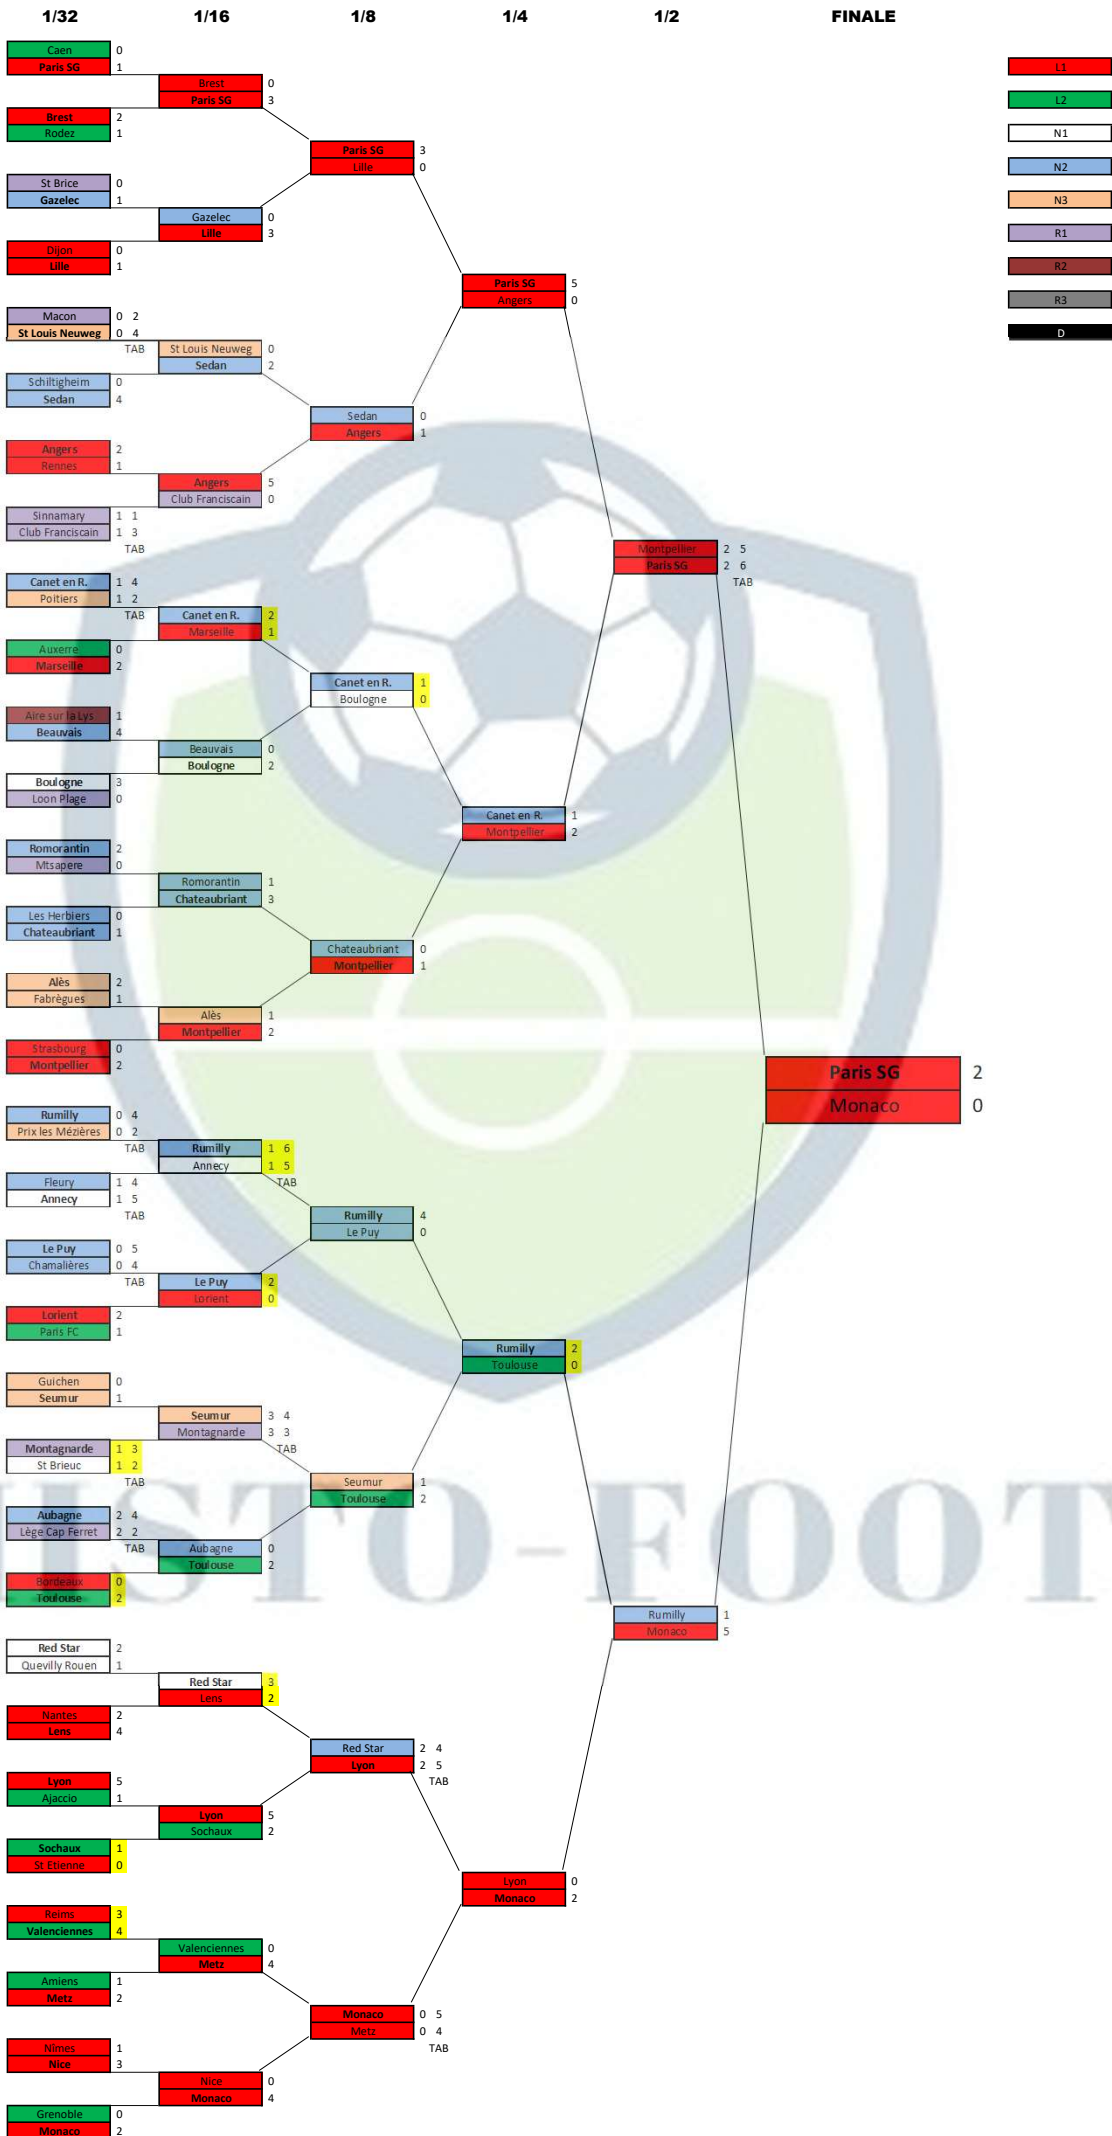 1/32 1/16 1/8 1/4 1/2 FINALE
Caen 0
Paris SG 1
Brest 0
Paris SG 3
Brest 2
Rodez 1
Paris SG 3
Lille 0
St Brice 0
Gazelec 1
Gazelec 0
Lille 3
Dijon 0
Lille 1
Paris SG 5
Angers 0
Macon 0 2
St Louis Neuweg 0 4
TAB
St Louis Neuweg 0
Sedan 2
Schiltigheim 0
Sedan 4
Sedan 0
Angers 1
Angers 2
Rennes 1
Angers 5
Club Franciscain 0
Sinnamary 1 1
Club Franciscain 1 3
TAB
Montpellier 2 5
Paris SG 2 6
TAB
Canet en R. 1 4
Poitiers 1 2
TAB
Canet en R. 2
Marseille 1
Auxerre 0
Marseille 2
Canet en R. 1
Boulogne 0
Aire sur la Lys 1
Beauvais 4
Beauvais 0
Boulogne 2
Boulogne 3
Loon Plage 0
Canet en R. 1
Montpellier 2
Romorantin 2
Mtsapere 0
Romorantin 1
Chateaubriant 3
Les Herbiers 0
Chateaubriant 1
Chateaubriant 0
Montpellier 1
Alès 2
Fabrègues 1
Alès 1
Montpellier 2
Strasbourg 0
Montpellier 2
Paris SG 2
Monaco 0
Rumilly 0 4
Prix les Mézières 0 2
TAB
Rumilly 1 6
Annecy 1 5
TAB
Fleury 1 4
Annecy 1 5
TAB
Rumilly 4
Le Puy 0
Le Puy 0 5
Chamalières 0 4
TAB
Le Puy 2
Lorient 0
Lorient 2
Paris FC 1
Rumilly 2
Toulouse 0
Guichen 0
Seumur 1
Seumur 3 4
Montagnarde 3 3
TAB
Montagnarde 1 3
St Brieuc 1 2
TAB
Seumur 1
Toulouse 2
Aubagne 2 4
Lège Cap Ferret 2 2
TAB
Aubagne 0
Toulouse 2
Bordeaux 0
Toulouse 2
Rumilly 1
Monaco 5
Red Star 2
Quevilly Rouen 1
Red Star 3
Lens 2
Nantes 2
Lens 4
Red Star 2 4
Lyon 2 5
TAB
Lyon 5
Ajaccio 1
Lyon 5
Sochaux 2
Sochaux 1
St Etienne 0
Lyon 0
Monaco 2
Reims 3
Valenciennes 4
Valenciennes 0
Metz 4
Amiens 1
Metz 2
Monaco 0 5
Metz 0 4
TAB
Nîmes 1
Nice 3
Nice 0
Monaco 4
Grenoble 0
Monaco 2
L1
L2
N1
N2
N3
R1
R2
R3
D
HISTO-FOOT